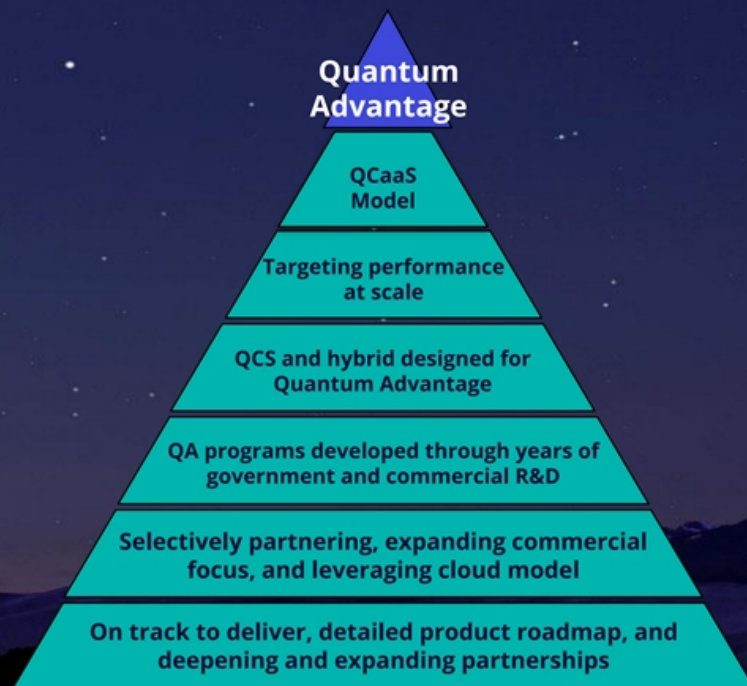 Quantum
Advantage
QCaaS
Model
Targeting performance
at scale
QCS and hybrid designed for
Quantum Advantage
QA programs developed through years of
government and commercial R&D
Selectively partnering, expanding commercial
focus, and leveraging cloud model
On track to deliver, detailed product roadmap, and
deepening and expanding partnerships